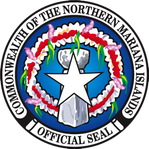 COMMONWEALTH OF THE NORTHERN MARIANA ISLANDS
OFFICIAL SEAL